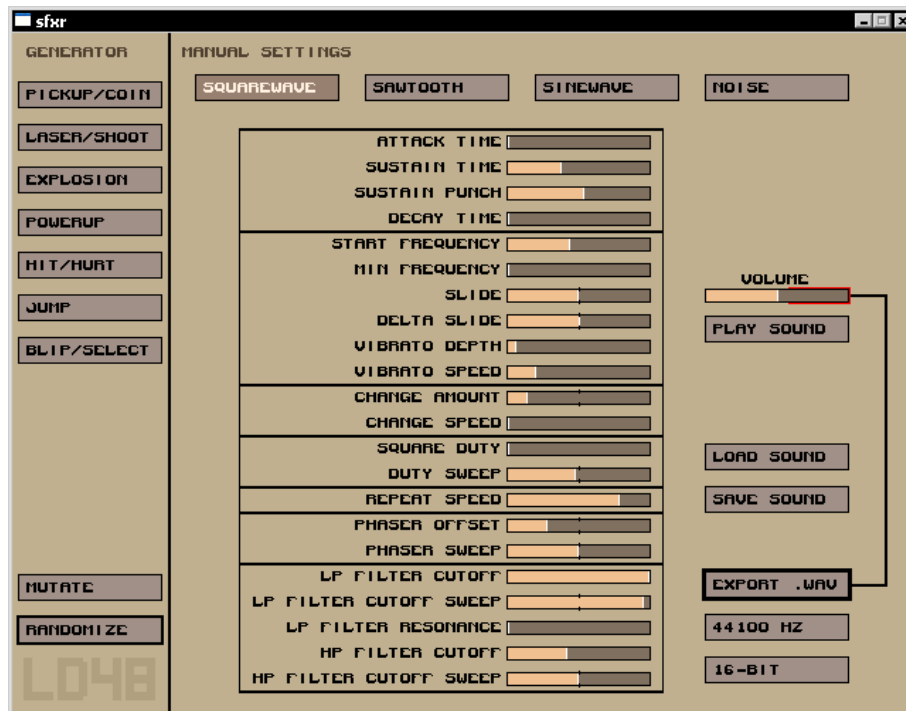 sfxr
GENERATOR
PICKUP/COIN
LASER/SHOOT
EXPLOSION
POWERUP
HIT/HURT
JUMP
BLIP/SELECT
MUTATE
RANDOMIZE
LD48
MANUAL SETTINGS
SQUAREWAVE SAWTOOTH SINEWAVE NOISE
ATTACK TIME
SUSTAIN TIME
SUSTAIN PUNCH
DECAY TIME
START FREQUENCY
MIN FREQUENCY
SLIDE
DELTA SLIDE
VIBRATO DEPTH
VIBRATO SPEED
CHANGE AMOUNT
CHANGE SPEED
SQUARE DUTY
DUTY SWEEP
REPEAT SPEED
PHASER OFFSET
PHASER SWEEP
LP FILTER CUTOFF
LP FILTER CUTOFF SWEEP
LP FILTER RESONANCE
HP FILTER CUTOFF
HP FILTER CUTOFF SWEEP
VOLUME
PLAY SOUND
LOAD SOUND
SAVE SOUND
EXPORT .WAV
44100 HZ
16-BIT